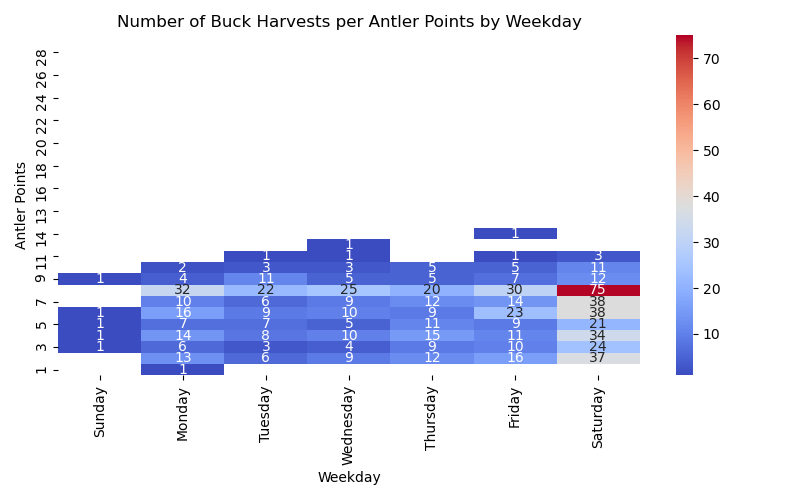 Number of Buck Harvests per Antler Points by Weekday
Antler Points
28
26
24
22
20
18
16
13
14
11
9
7
5
3
1
1
1
1 1 1 3
2 3 3 5 5 11
1 4 11 5 5 7 12
32 22 25 20 30 75
10 6 9 12 14 38
1 16 9 10 9 23 38
1 7 7 5 11 9 21
1 14 8 10 15 11 34
1 6 3 4 9 10 24
13 6 9 12 16 37
1
Sunday
Monday
Tuesday
Wednesday
Thursday
Friday
Saturday
Weekday
70
60
50
40
30
20
10